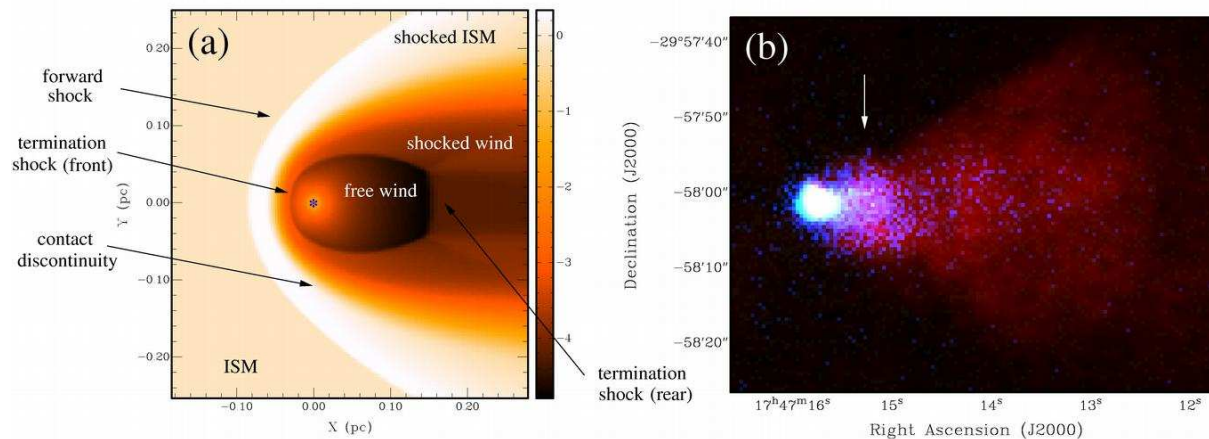 (a)
shocked ISM
forward
shock
termination
shock (front)
shocked wind
free wind
contact
discontinuity
ISM
termination
shock (rear)
0.20
0.10
0.00
−0.10
−0.20
Y (pc)
−0.10
0.00
0.10
0.20
X (pc)
0
−1
−2
−3
−4
(b)
−29°57′40″
−57′50″
−58′00″
−58′10″
−58′20″
Declination (J2000)
17ʰ47ᵐ16ˢ
15ˢ
14ˢ
13ˢ
12ˢ
Right Ascension (J2000)